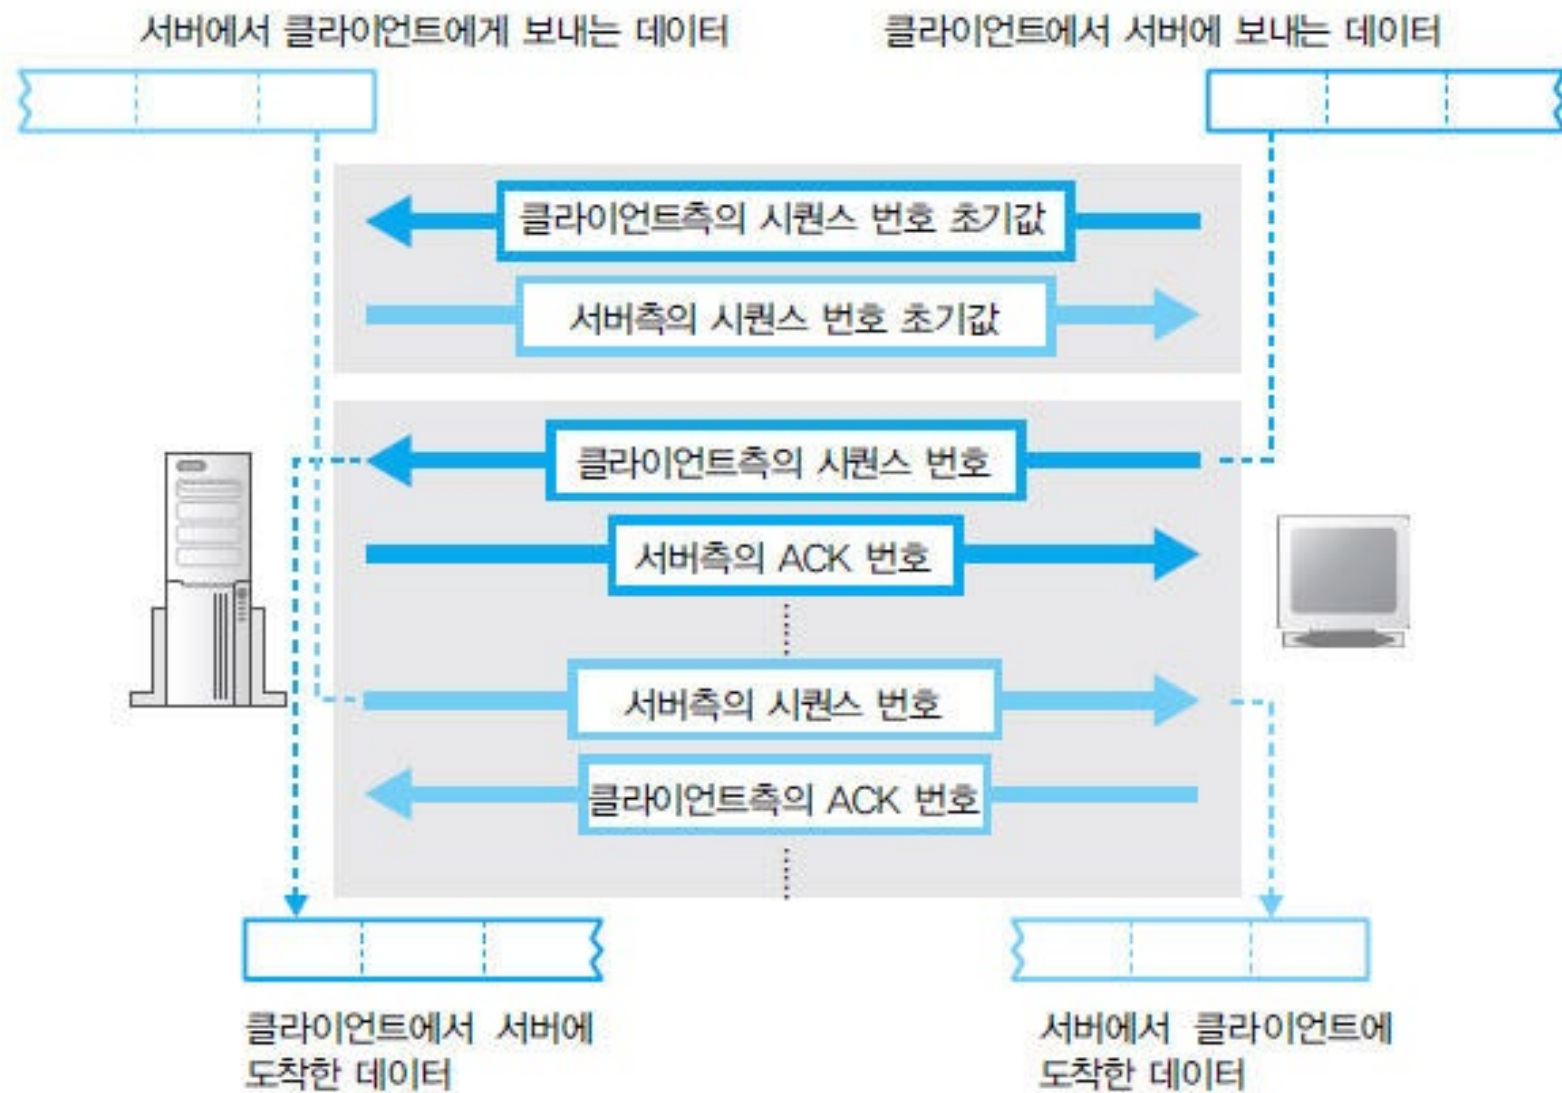 서버에서 클라이언트에게 보내는 데이터
클라이언트에서 서버에 보내는 데이터
클라이언트측의 시퀀스 번호 초기값
서버측의 시퀀스 번호 초기값
클라이언트측의 시퀀스 번호
서버측의 ACK 번호
서버측의 시퀀스 번호
클라이언트측의 ACK 번호
클라이언트에서 서버에
도착한 데이터
서버에서 클라이언트에
도착한 데이터